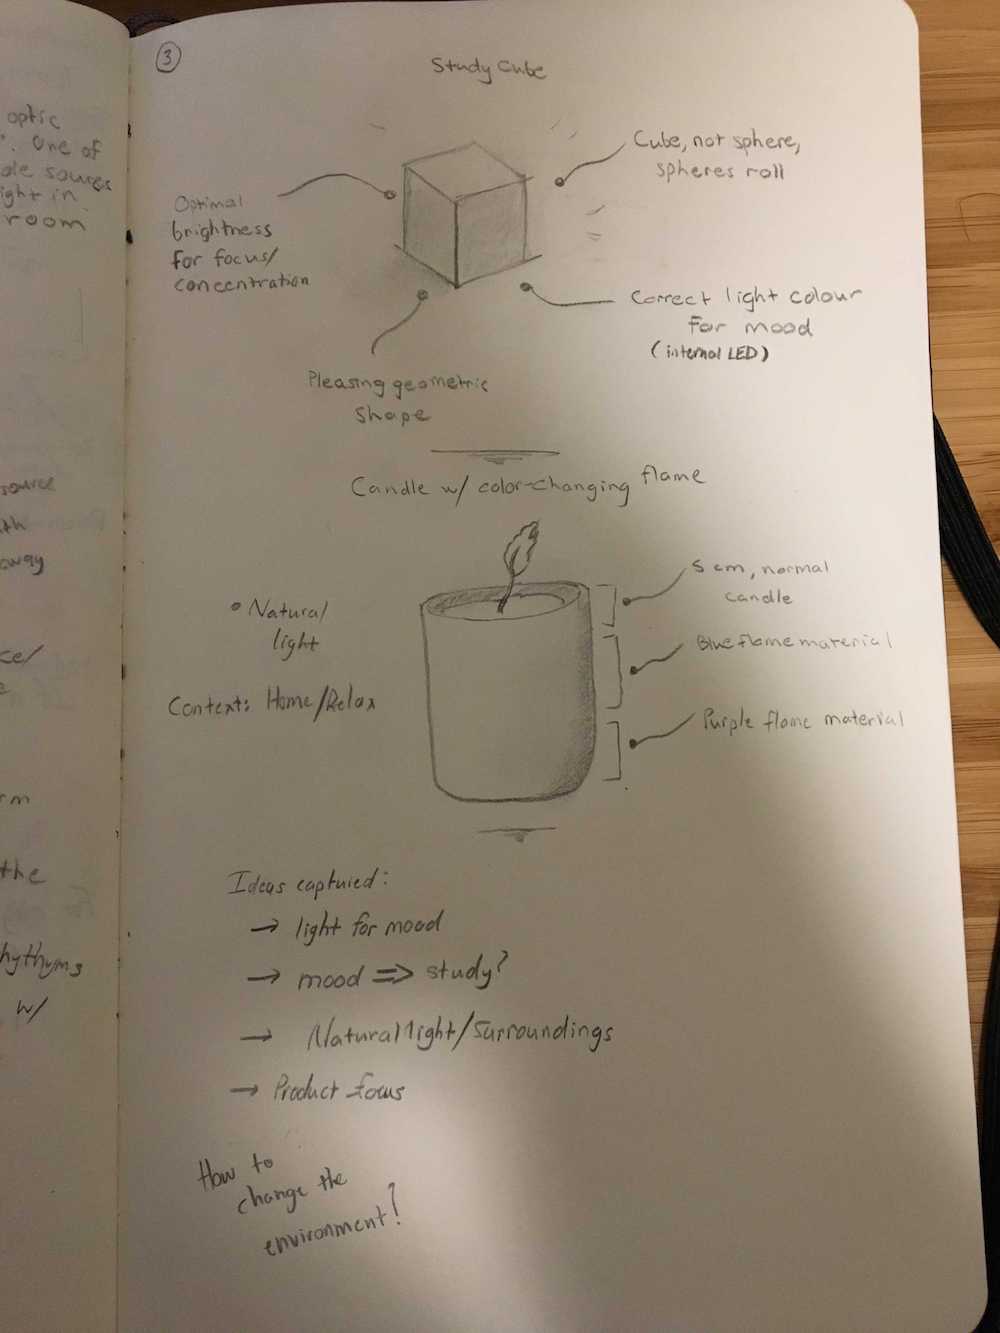 optic
One of
sources
ight in
room
source
th
away
ce/
rm
the
hythyms
w/
3
Study Cube
Cube, not sphere,
spheres roll
Optimal
brightness
for focus/
concentration
Correct light colour
for mood
(internal LED)
Pleasing geometric
shape
Candle w/ color-changing flame
5 cm, normal
candle
• Natural
light
Blue flame material
Context: Home/Relax
Purple flame material
Ideas captured:
→ light for mood
→ mood => study?
→ Natural light/Surroundings
→ Product focus
How to
change the
environment?